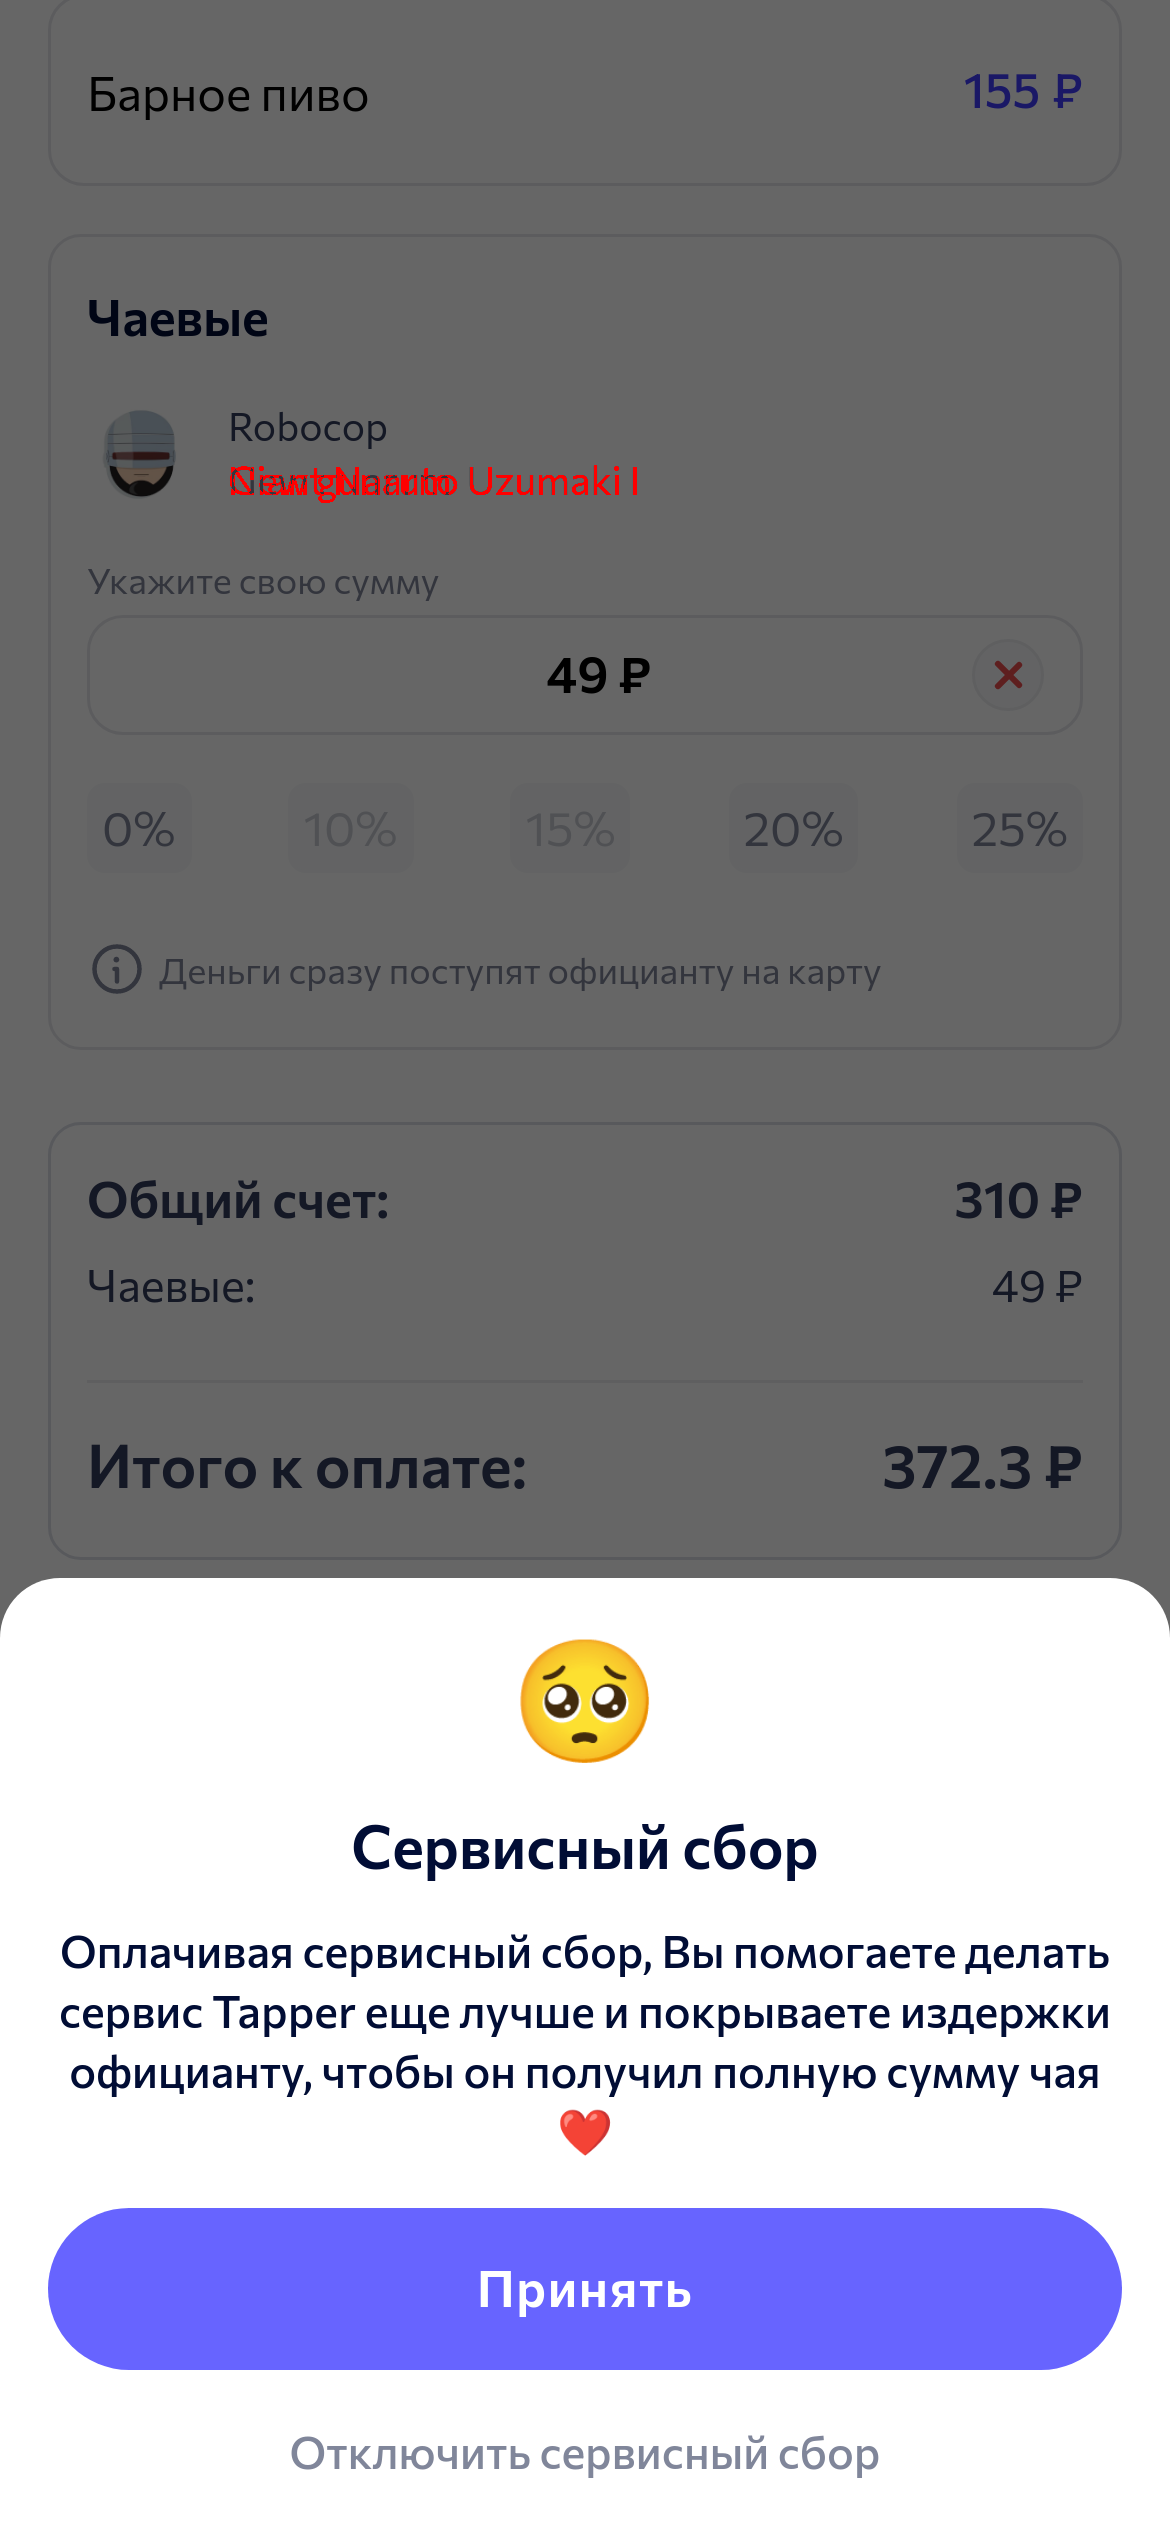 Барное пиво
155 ₽
Чаевые
Robocop
Naruto Uzumaki I
Укажите свою сумму
49 ₽
0%
10%
15%
20%
25%
Деньги сразу поступят официанту на карту
Общий счет:
310 ₽
Чаевые:
49 ₽
Итого к оплате:
372.3 ₽
🥺
Сервисный сбор
Оплачивая сервисный сбор, Вы помогаете делать
сервис Tapper еще лучше и покрываете издержки
официанту, чтобы он получил полную сумму чая
❤️
Принять
Отключить сервисный сбор